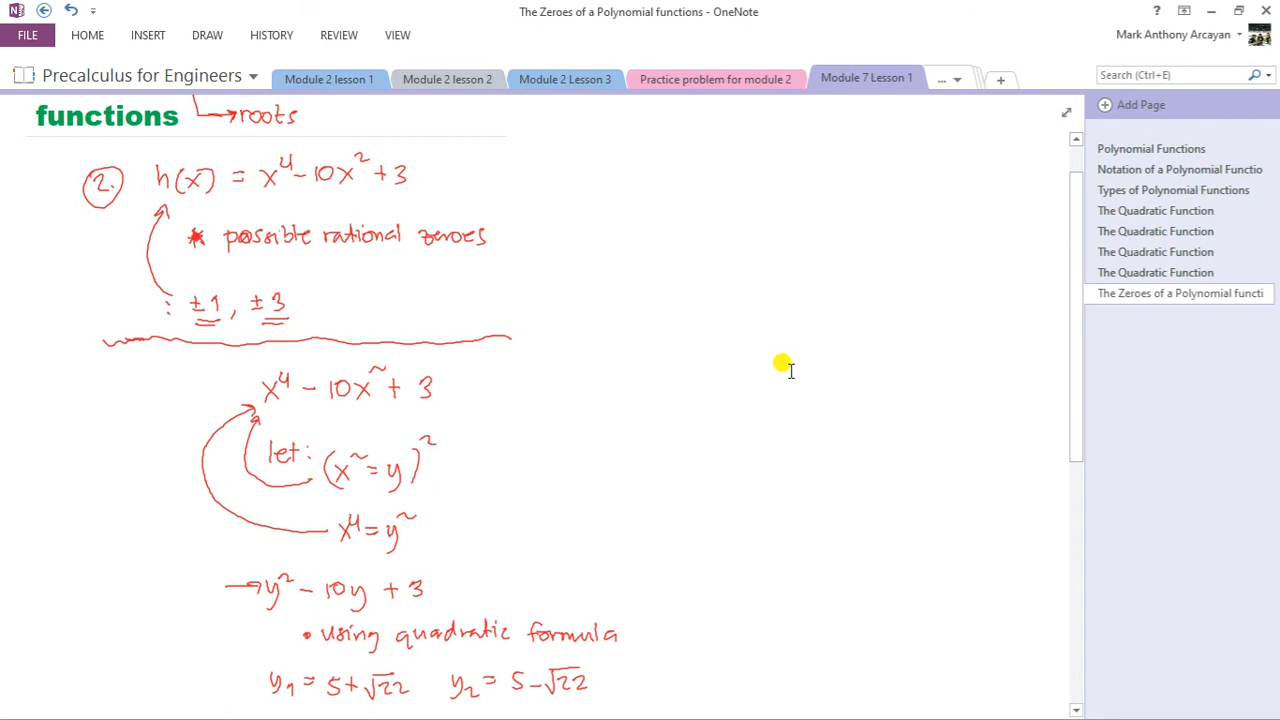 The Zeroes of a Polynomial functions - OneNote
?
FILE HOME INSERT DRAW HISTORY REVIEW VIEW
Mark Anthony Arcayan
Precalculus for Engineers
Module 2 lesson 1
Module 2 lesson 2
Module 2 Lesson 3
Practice problem for module 2
Module 7 Lesson 1
...
Search (Ctrl+E)
Add Page
Polynomial Functions
Notation of a Polynomial Functio
Types of Polynomial Functions
The Quadratic Function
The Quadratic Function
The Quadratic Function
The Quadratic Function
The Zeroes of a Polynomial functi
functions → roots
2. h(x) = x⁴ - 10x² + 3
* possible rational zeroes
: ±1, ±3
x⁴ - 10x² + 3
let: (x² = y)²
x⁴ = y²
→ y² - 10y + 3
• using quadratic formula
y₁ = 5 + √22 y₂ = 5 - √22